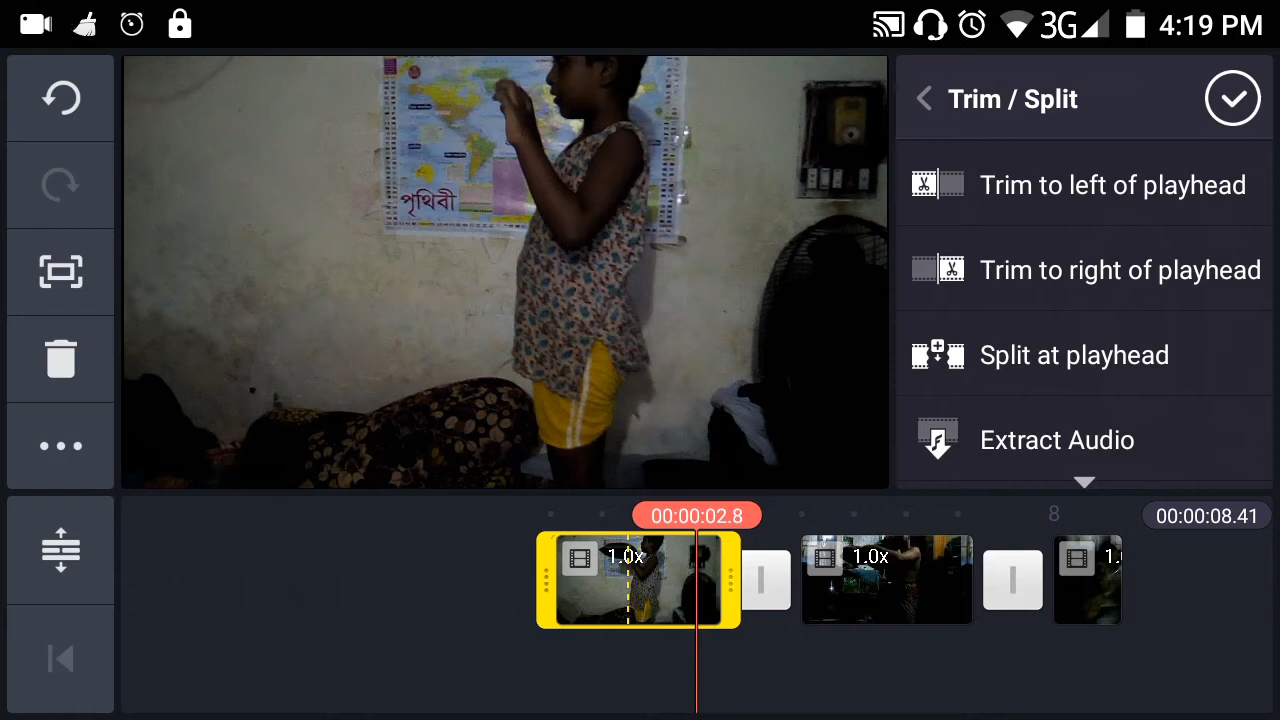 3G 4:19 PM
Trim / Split
Trim to left of playhead
Trim to right of playhead
Split at playhead
Extract Audio
পৃথিবী
00:00:02.8
8
00:00:08.41
1.0x
1.0x
1.